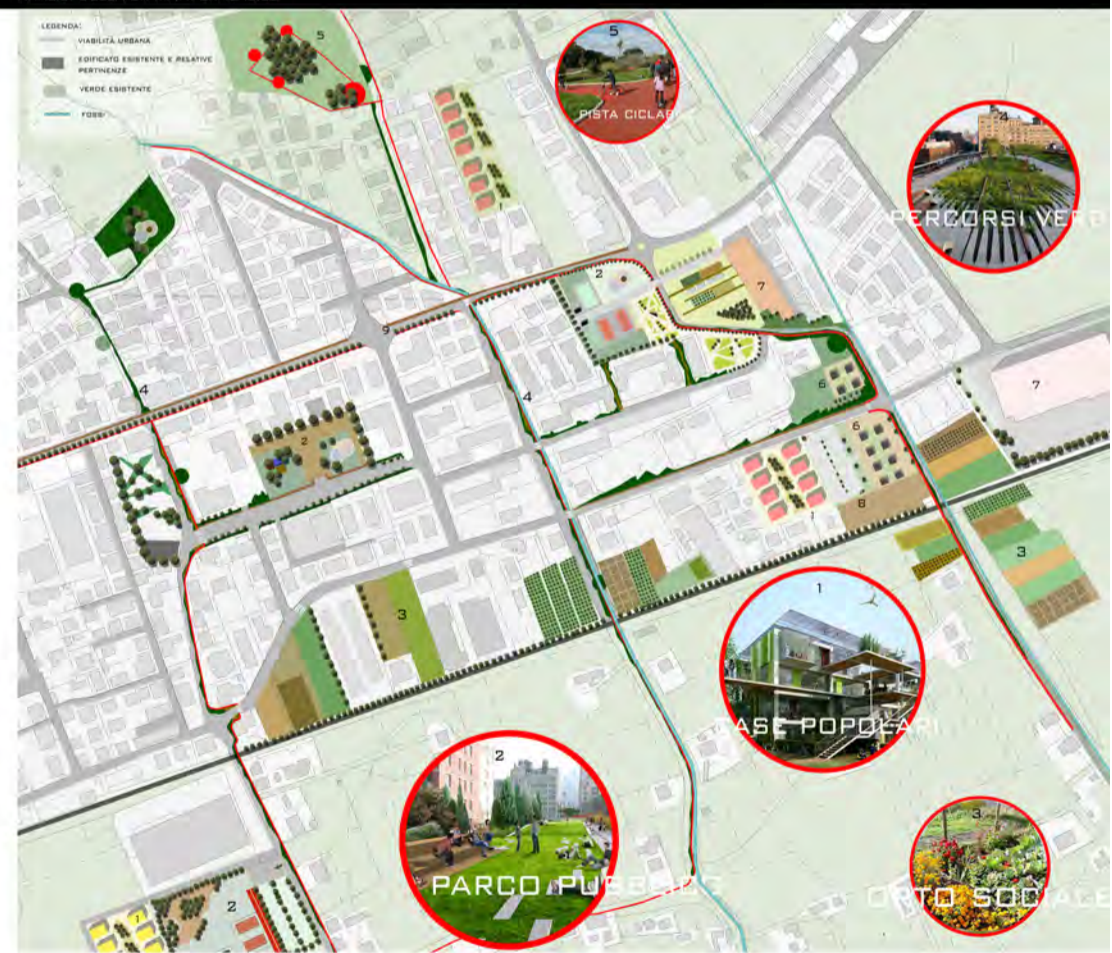 LEGENDA:
VIABILITÀ URBANA
EDIFICATO ESISTENTE E RELATIVE
PERTINENZE
VERDE ESISTENTE
FOSSI
5
5
PISTA CICLABILE
4
PERCORSI VERDI
2
7
9
4
4
2
6
7
6
1
8
3
3
1
CASE POPOLARI
2
PARCO PUBBLICO
3
ORTO SOCIALE
1
2